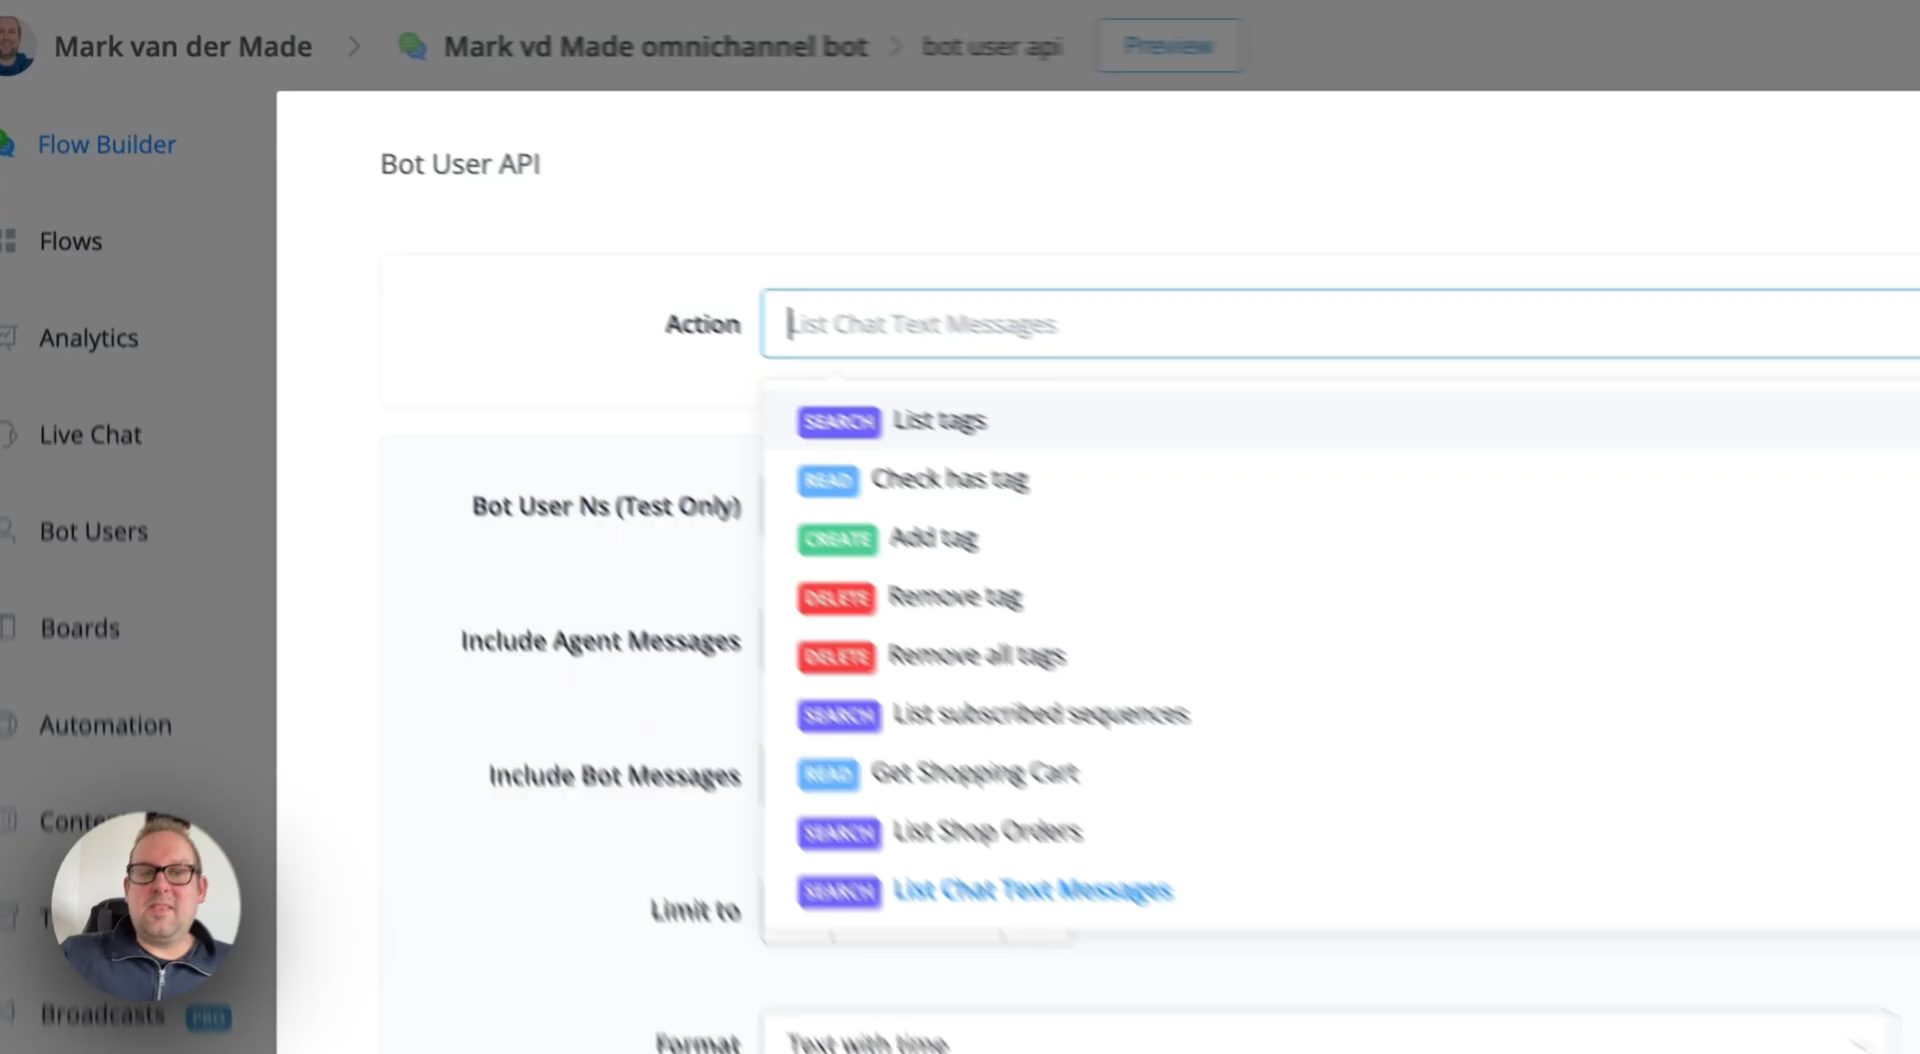 Mark van der Made > Mark vd Made omnichannel bot > bot user api Preview
Flow Builder
Flows
Analytics
Live Chat
Bot Users
Boards
Automation
Broadcasts PRO
Bot User API
Action
List Chat Text Messages
SEARCH List tags
READ Check has tag
CREATE Add tag
DELETE Remove tag
DELETE Remove all tags
SEARCH List subscribed sequences
READ Get Shopping Cart
SEARCH List Shop Orders
SEARCH List Chat Text Messages
Bot User Ns (Test Only)
Include Agent Messages
Include Bot Messages
Limit to
Format Text with time